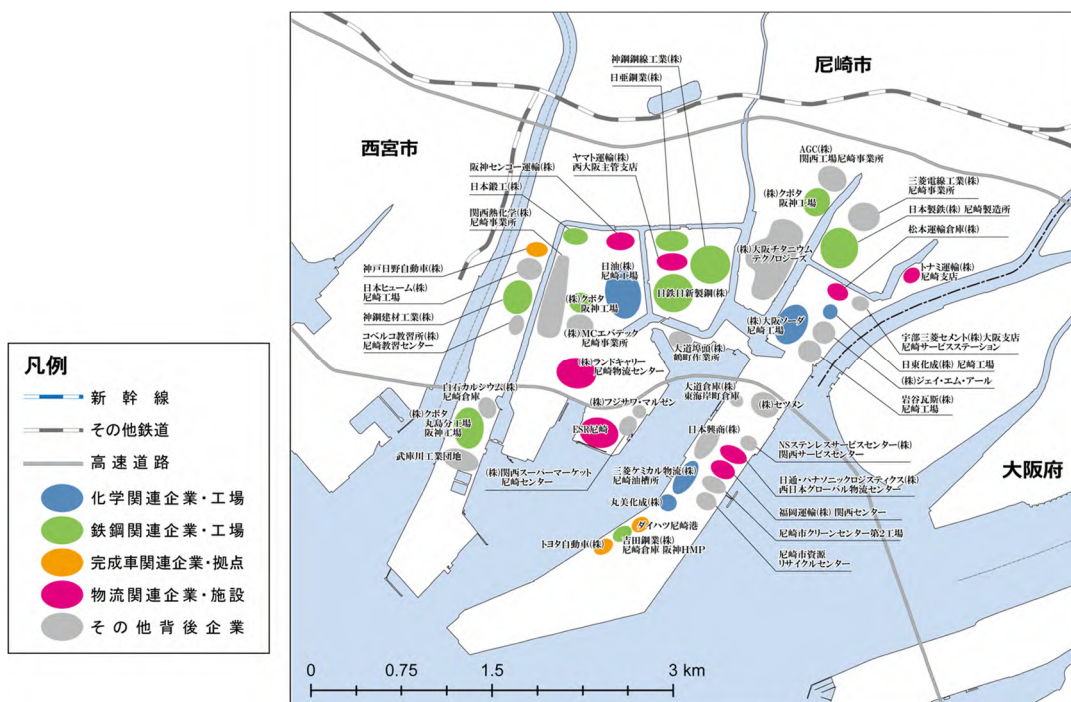 凡例
新幹線
その他鉄道
高速道路
化学関連企業・工場
鉄鋼関連企業・工場
完成車関連企業・拠点
物流関連企業・施設
その他背後企業
尼崎市
西宮市
大阪府
神鋼鋼線工業(株)
日亜鋼業(株)
ヤマト運輸(株)
西大阪主管支店
阪神センコー運輸(株)
日本鍛工(株)
関西熱化学(株)
尼崎事業所
神戸日野自動車(株)
日本ヒューム(株)
尼崎工場
神鋼建材工業(株)
コベルコ教習所(株)
尼崎教習センター
日油(株)
尼崎工場
(株)クボタ
阪神工場
(株)MCエバテック
尼崎事業所
日鉄日新製鋼(株)
(株)ランドキャリー
尼崎物流センター
大道埠頭(株)
鶴町作業所
AGC(株)
関西工場尼崎事業所
(株)クボタ
阪神工場
三菱電線工業(株)
尼崎事業所
日本製鉄(株) 尼崎製造所
松本運輸倉庫(株)
(株)大阪チタニウム
テクノロジーズ
トナミ運輸(株)
尼崎支店
(株)大阪ソーダ
尼崎工場
宇部三菱セメント(株)大阪支店
尼崎サービスステーション
日東化成(株) 尼崎工場
(株)ジェイ・エム・アール
岩谷瓦斯(株)
尼崎工場
白石カルシウム(株)
尼崎倉庫
(株)クボタ
丸島分工場
阪神工場
武庫川工業団地
(株)フジサワ・マルゼン
ESR尼崎
(株)関西スーパーマーケット
尼崎センター
大道倉庫(株)
東海岸町倉庫
(株)セツメン
日本興商(株)
三菱ケミカル物流(株)
尼崎油槽所
丸美化成(株)
ダイハツ尼崎港
吉田鋼業(株)
尼崎倉庫 阪神HMP
トヨタ自動車(株)
NSステンレスサービスセンター(株)
関西サービスセンター
日通・パナソニックロジスティクス(株)
西日本グローバル物流センター
福岡運輸(株) 関西センター
尼崎市クリーンセンター第2工場
尼崎市資源
リサイクルセンター
0 0.75 1.5 3 km